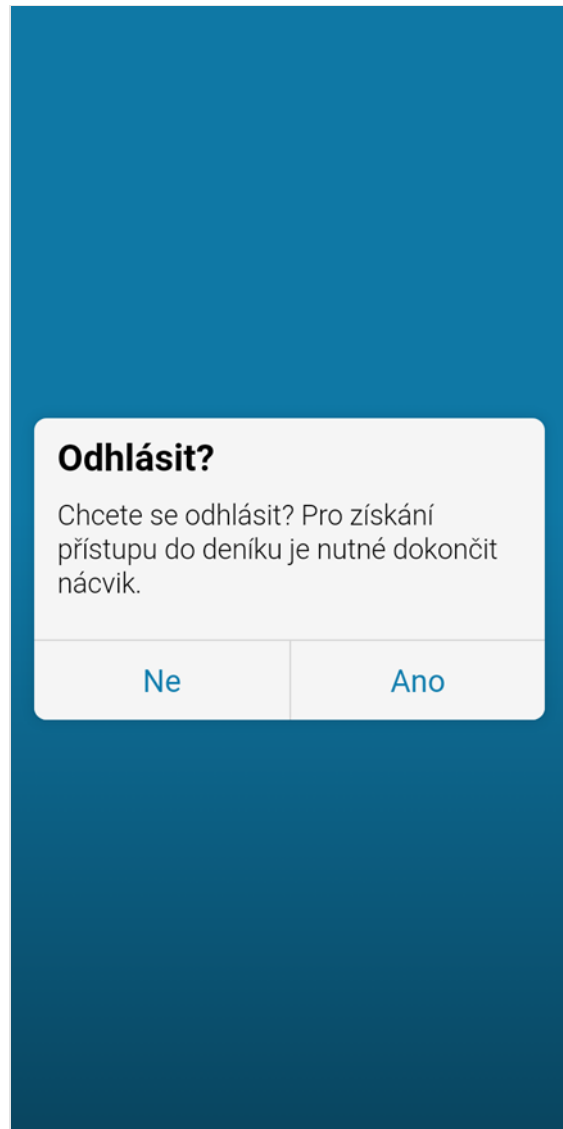 Odhlásit?
Chcete se odhlásit? Pro získání
přístupu do deníku je nutné dokončit
nácvik.
Ne
Ano